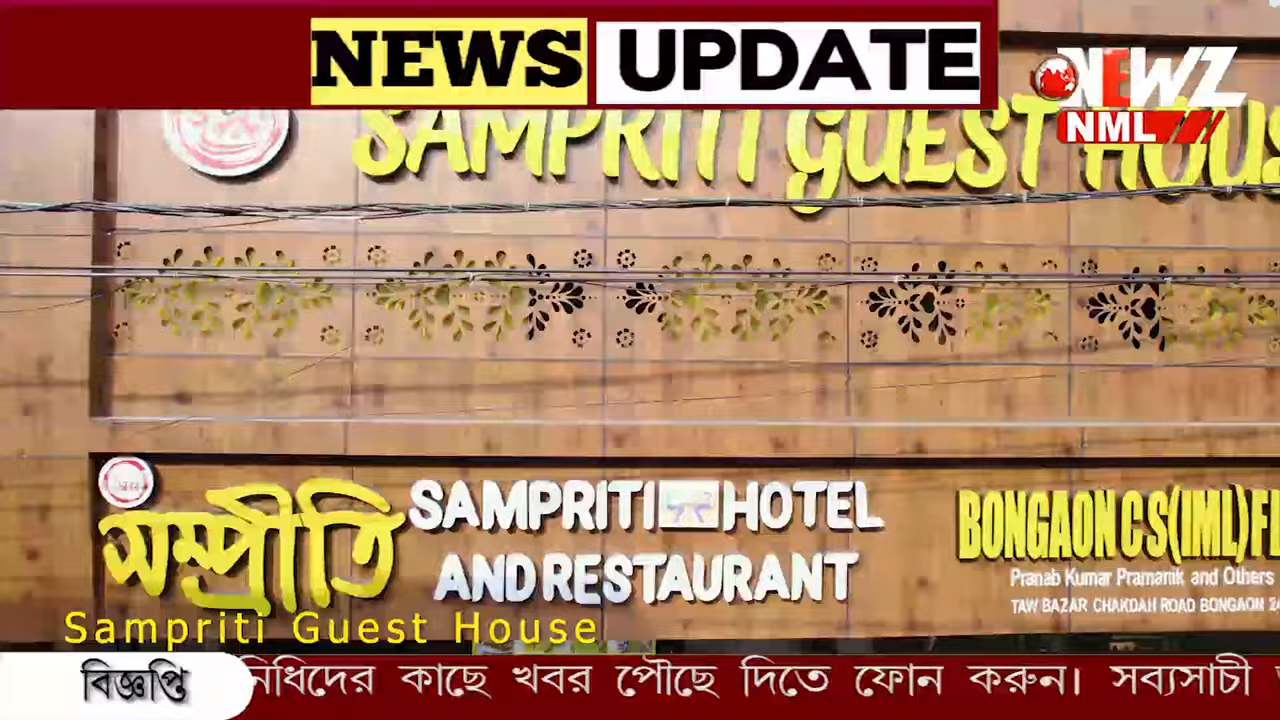 NEWS UPDATE
NEWZ
NML
SAMPRITI GUEST HOUS
সম্প্রীতি
SAMPRITI HOTEL
AND RESTAURANT
BONGAON C S (IML) F
Pranab Kumar Pramanik and Others
TAW BAZAR CHAKDAH ROAD BONGAON
Sampriti Guest House
বিজ্ঞপ্তি
নিধিদের কাছে খবর পৌছে দিতে ফোন করুন। সব্যসাচী